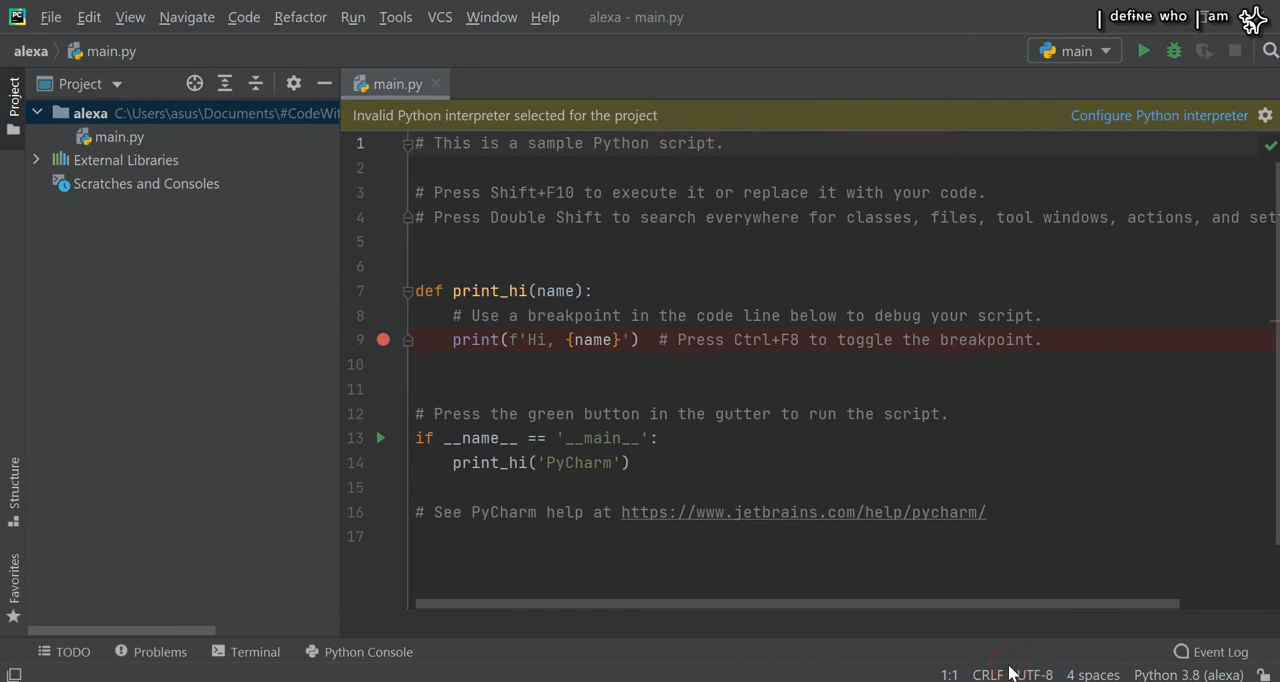 PC File Edit View Navigate Code Refactor Run Tools VCS Window Help alexa - main.py
| define who I am
alexa main.py
main
Project
Project
main.py
alexa C:\Users\asus\Documents\#CodeWit
main.py
External Libraries
Scratches and Consoles
Structure
Favorites
Invalid Python interpreter selected for the project Configure Python interpreter
1 # This is a sample Python script.
2
3 # Press Shift+F10 to execute it or replace it with your code.
4 # Press Double Shift to search everywhere for classes, files, tool windows, actions, and set
5
6
7 def print_hi(name):
8 # Use a breakpoint in the code line below to debug your script.
9 print(f'Hi, {name}') # Press Ctrl+F8 to toggle the breakpoint.
10
11
12 # Press the green button in the gutter to run the script.
13 if __name__ == '__main__':
14 print_hi('PyCharm')
15
16 # See PyCharm help at https://www.jetbrains.com/help/pycharm/
17
TODO Problems Terminal Python Console Event Log
1:1 CRLF UTF-8 4 spaces Python 3.8 (alexa)